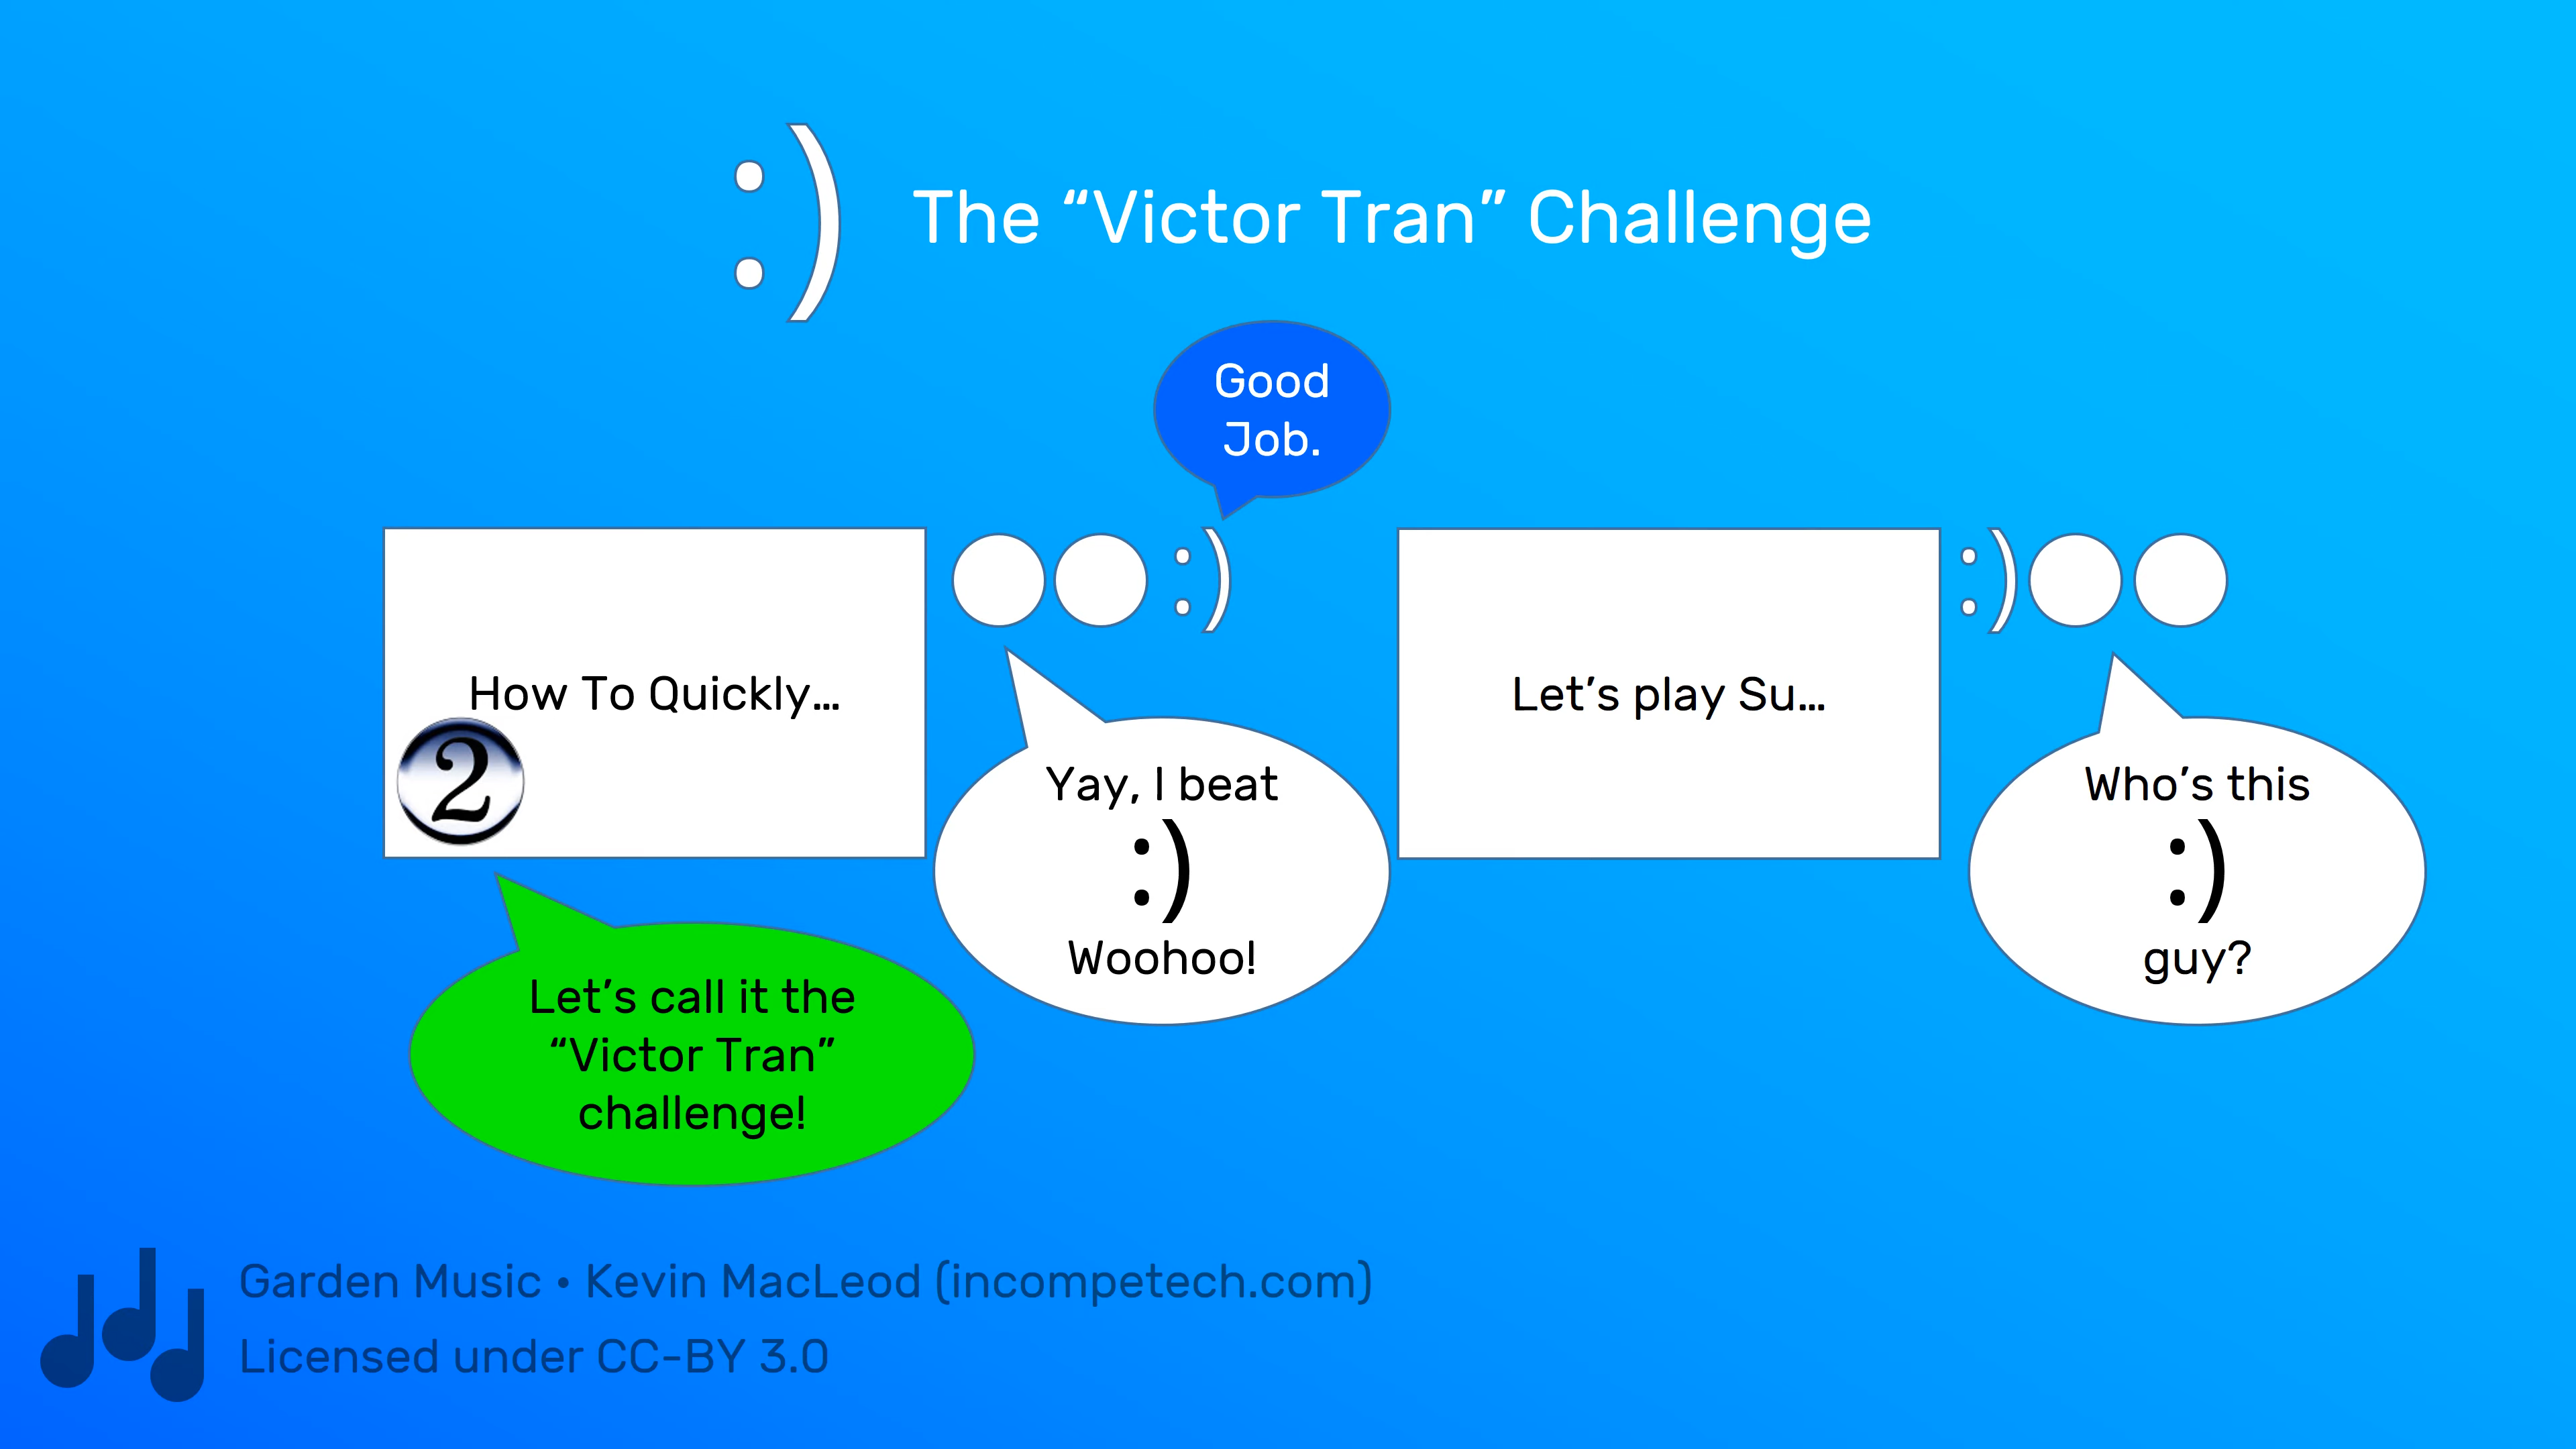 :) The “Victor Tran” Challenge
Good
Job.
:)
:)
How To Quickly…
2
Let’s play Su…
Yay, I beat
:)
Woohoo!
Who’s this
:)
guy?
Let’s call it the
“Victor Tran”
challenge!
Garden Music • Kevin MacLeod (incompetech.com)
Licensed under CC-BY 3.0